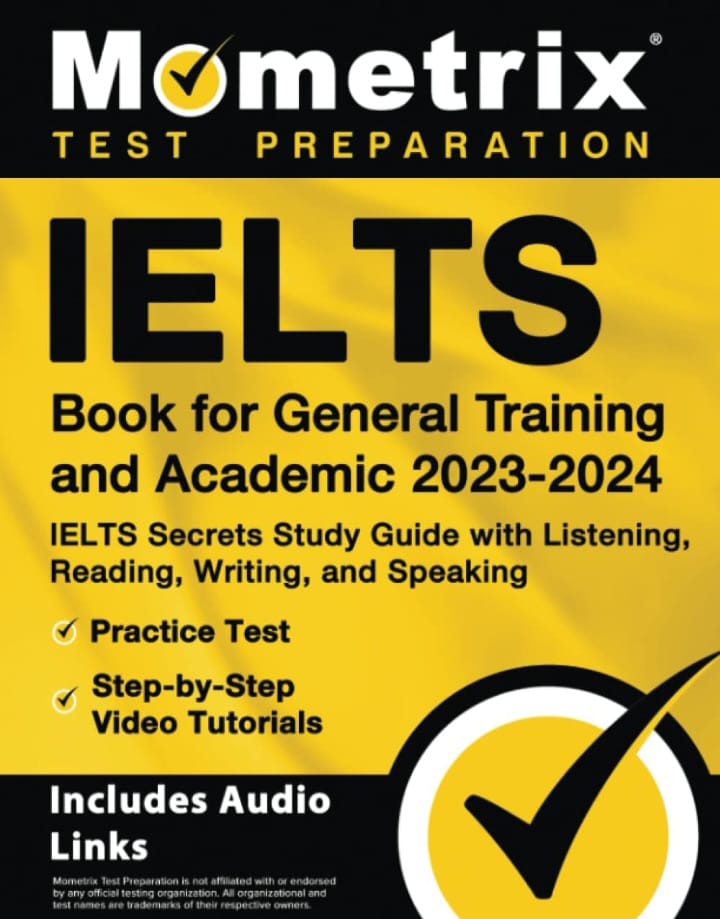 Mometrix®
TEST PREPARATION
IELTS
Book for General Training
and Academic 2023-2024
IELTS Secrets Study Guide with Listening,
Reading, Writing, and Speaking
Practice Test
Step-by-Step
Video Tutorials
Includes Audio
Links
Mometrix Test Preparation is not affiliated with or endorsed
by any official testing organization. All organizational and
test names are trademarks of their respective owners.